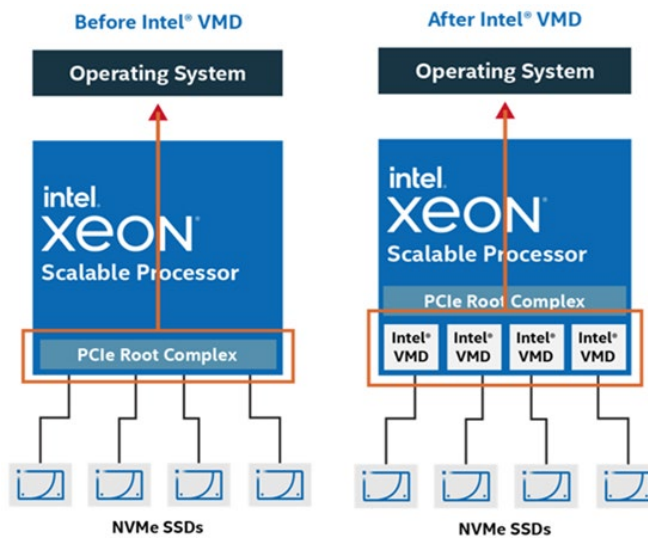 Before Intel® VMD
Operating System
intel.
xeon®
Scalable Processor
PCIe Root Complex
NVMe SSDs
After Intel® VMD
Operating System
intel.
xeon®
Scalable Processor
PCIe Root Complex
Intel® VMD
Intel® VMD
Intel® VMD
Intel® VMD
NVMe SSDs